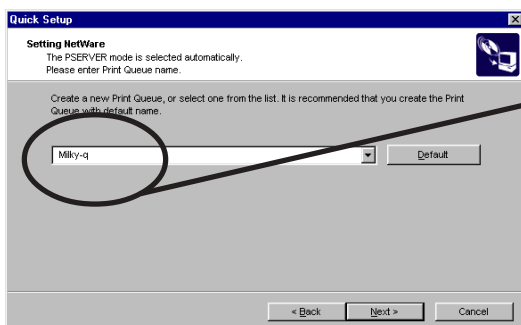 Quick Setup
Setting NetWare
The PSERVER mode is selected automatically.
Please enter Print Queue name.
Create a new Print Queue, or select one from the list. It is recommended that you create the Print
Queue with default name.
Milky-q
Default
< Back
Next >
Cancel